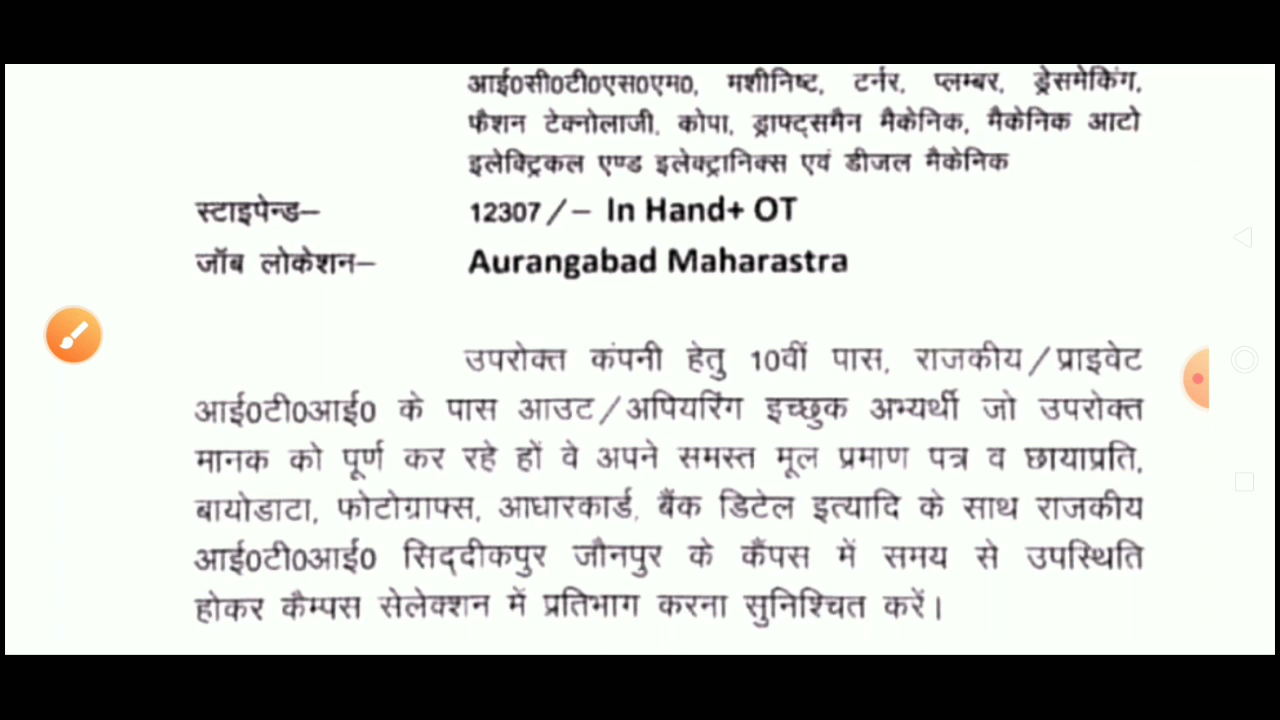 आई0सी0टी0एस0एम0, मशीनिष्ट, टर्नर, प्लम्बर, ड्रेसमेकिंग,
फैशन टेक्नोलाजी, कोपा, ड्राफ्ट्समैन मैकेनिक, मैकेनिक आटो
इलेक्ट्रिकल एण्ड इलेक्ट्रानिक्स एवं डीजल मैकेनिक
स्टाइपेन्ड– 12307/– In Hand+ OT
जॉब लोकेशन– Aurangabad Maharastra
उपरोक्त कंपनी हेतु 10वीं पास, राजकीय/प्राइवेट
आई0टी0आई0 के पास आउट/अपियरिंग इच्छुक अभ्यर्थी जो उपरोक्त
मानक को पूर्ण कर रहे हों वे अपने समस्त मूल प्रमाण पत्र व छायाप्रति,
बायोडाटा, फोटोग्राफ्स, आधारकार्ड, बैंक डिटेल इत्यादि के साथ राजकीय
आई0टी0आई0 सिद्दीकपुर जौनपुर के कैंपस में समय से उपस्थिति
होकर कैम्पस सेलेक्शन में प्रतिभाग करना सुनिश्चित करें।